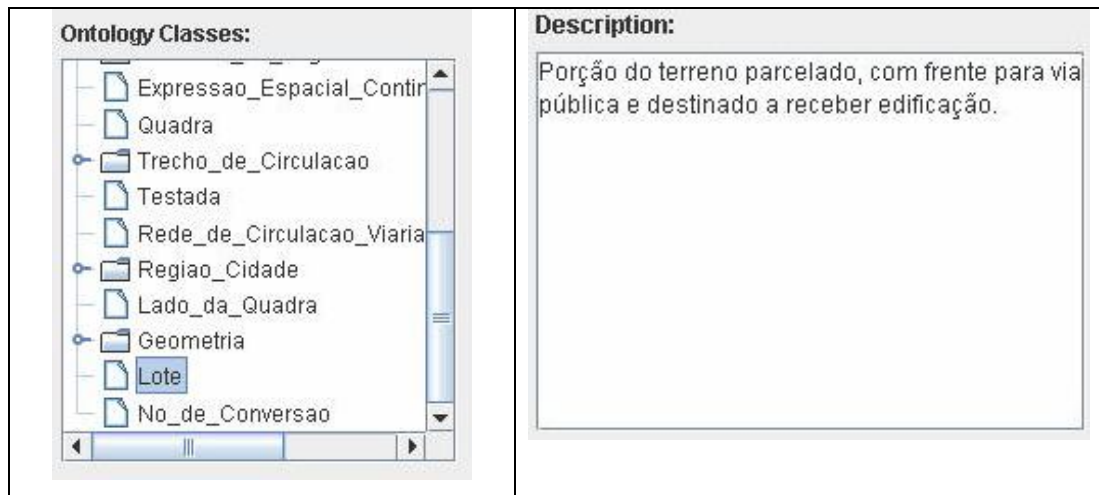 Ontology Classes:
Expressao_Espacial_Contir
Quadra
Trecho_de_Circulacao
Testada
Rede_de_Circulacao_Viaria
Regiao_Cidade
Lado_da_Quadra
Geometria
Lote
No_de_Conversao
Description:
Porção do terreno parcelado, com frente para via
pública e destinado a receber edificação.